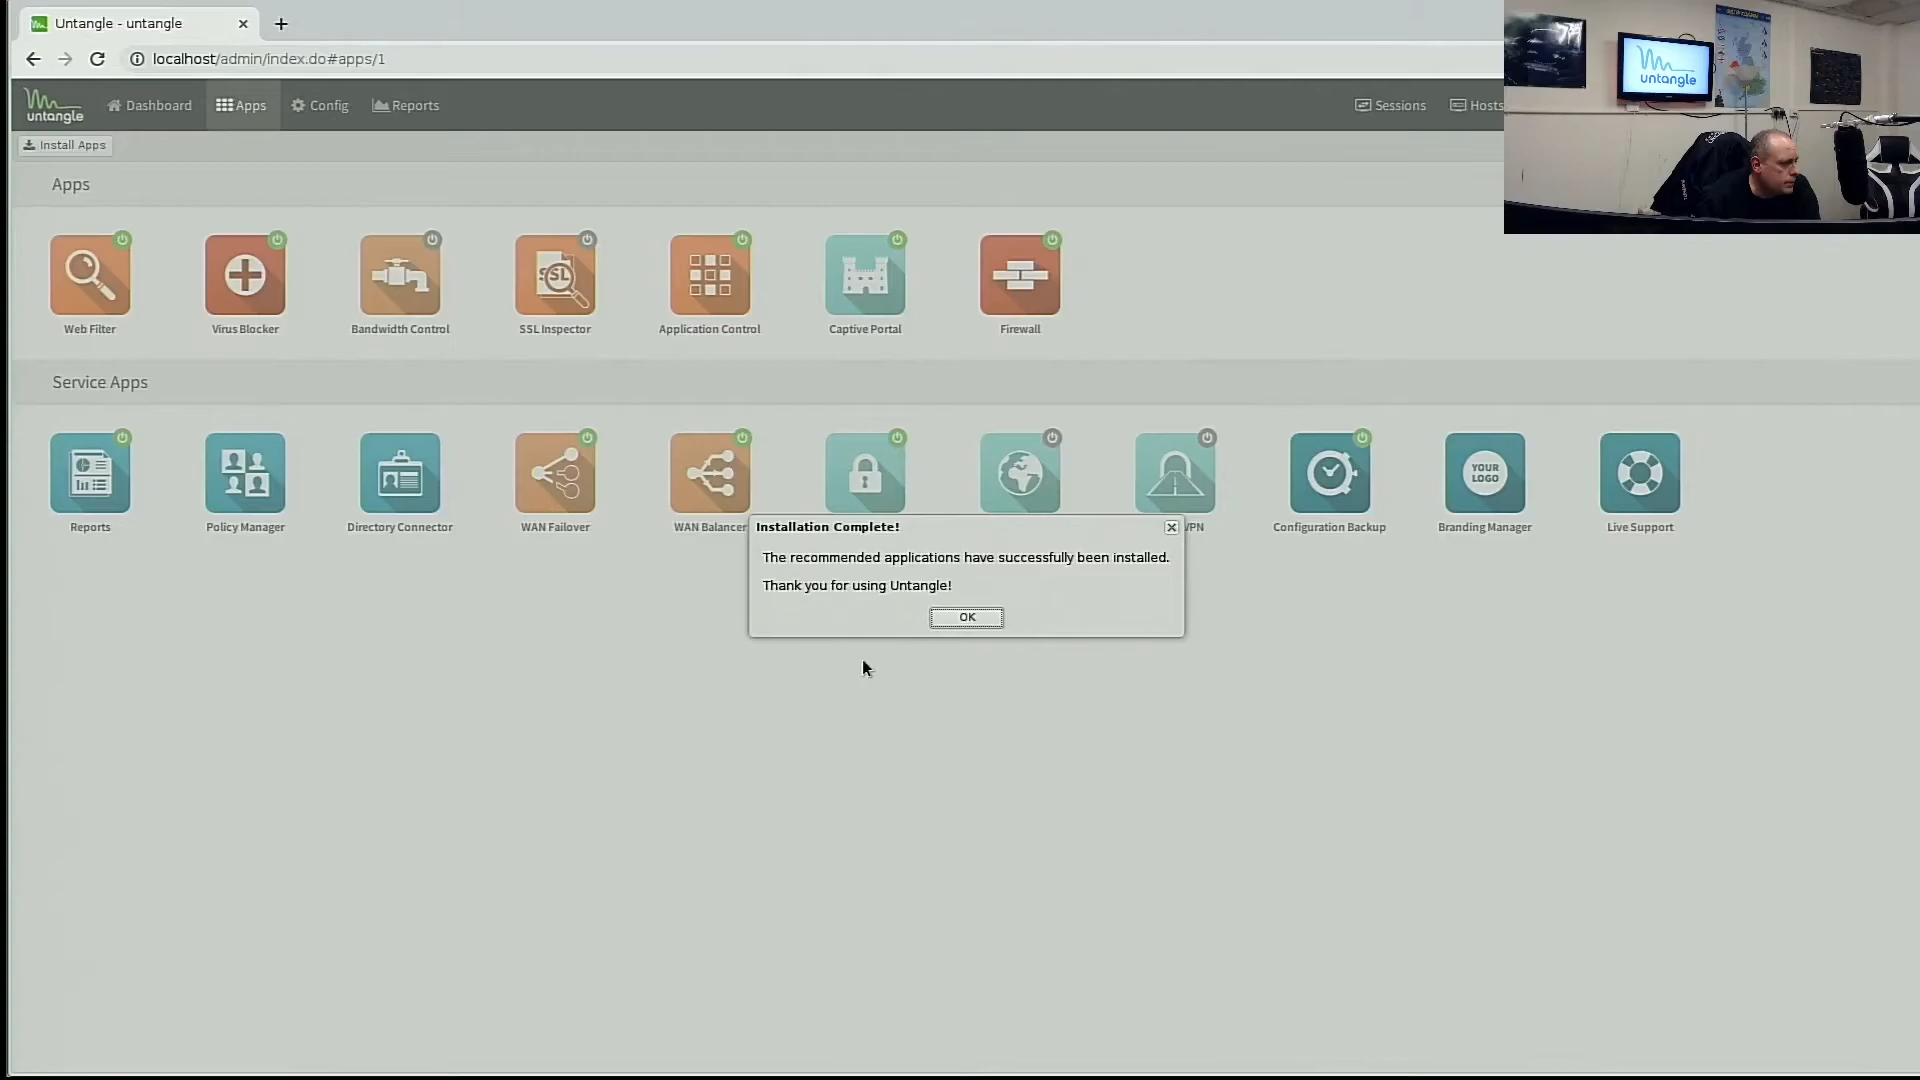 Untangle - untangle
localhost/admin/index.do#apps/1
untangle
Dashboard
Apps
Config
Reports
Sessions
Hosts
untangle
Install Apps
Apps
Web Filter
Virus Blocker
Bandwidth Control
SSL
SSL Inspector
Application Control
Captive Portal
Firewall
Service Apps
YOUR
LOGO
Reports
Policy Manager
Directory Connector
WAN Failover
WAN Balancer
VPN
Configuration Backup
Branding Manager
Live Support
Installation Complete!
The recommended applications have successfully been installed.
Thank you for using Untangle!
OK